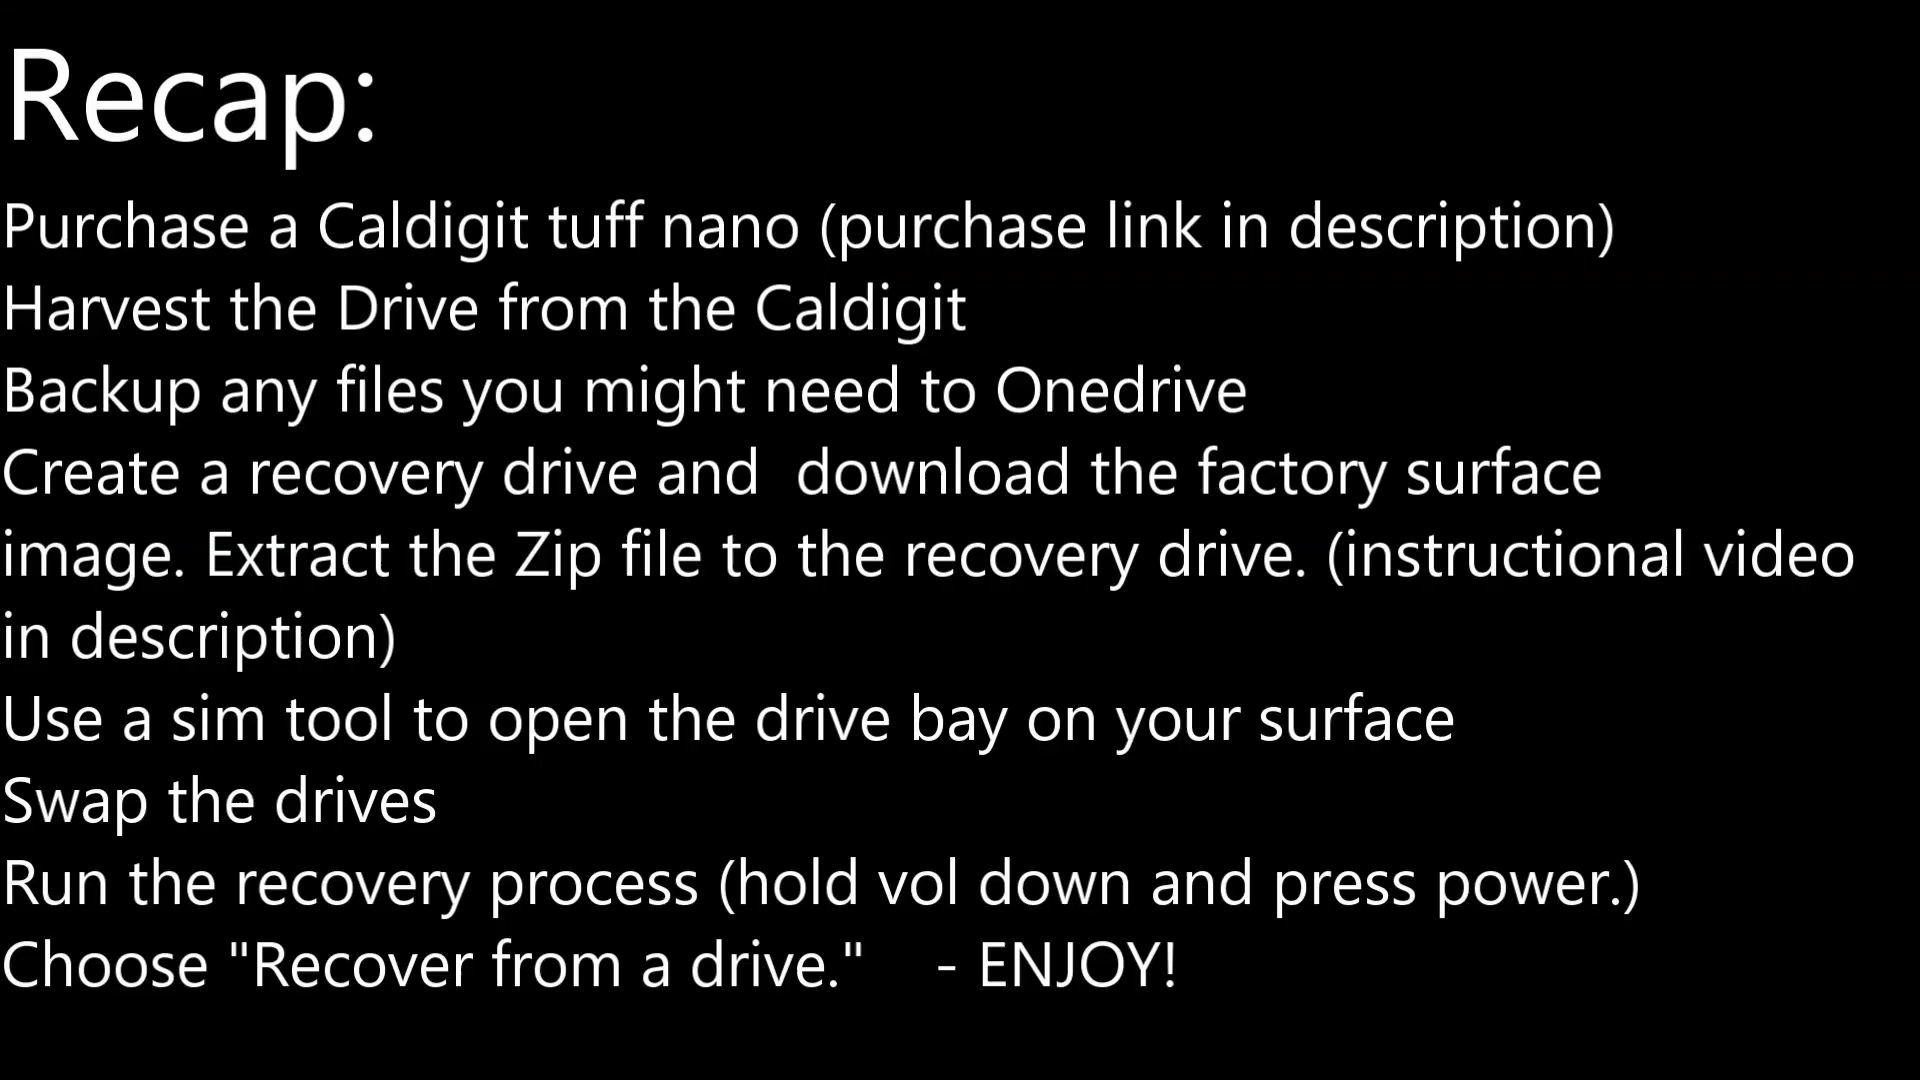 Recap:
Purchase a Caldigit tuff nano (purchase link in description)
Harvest the Drive from the Caldigit
Backup any files you might need to Onedrive
Create a recovery drive and  download the factory surface
image. Extract the Zip file to the recovery drive. (instructional video
in description)
Use a sim tool to open the drive bay on your surface
Swap the drives
Run the recovery process (hold vol down and press power.)
Choose "Recover from a drive."    - ENJOY!